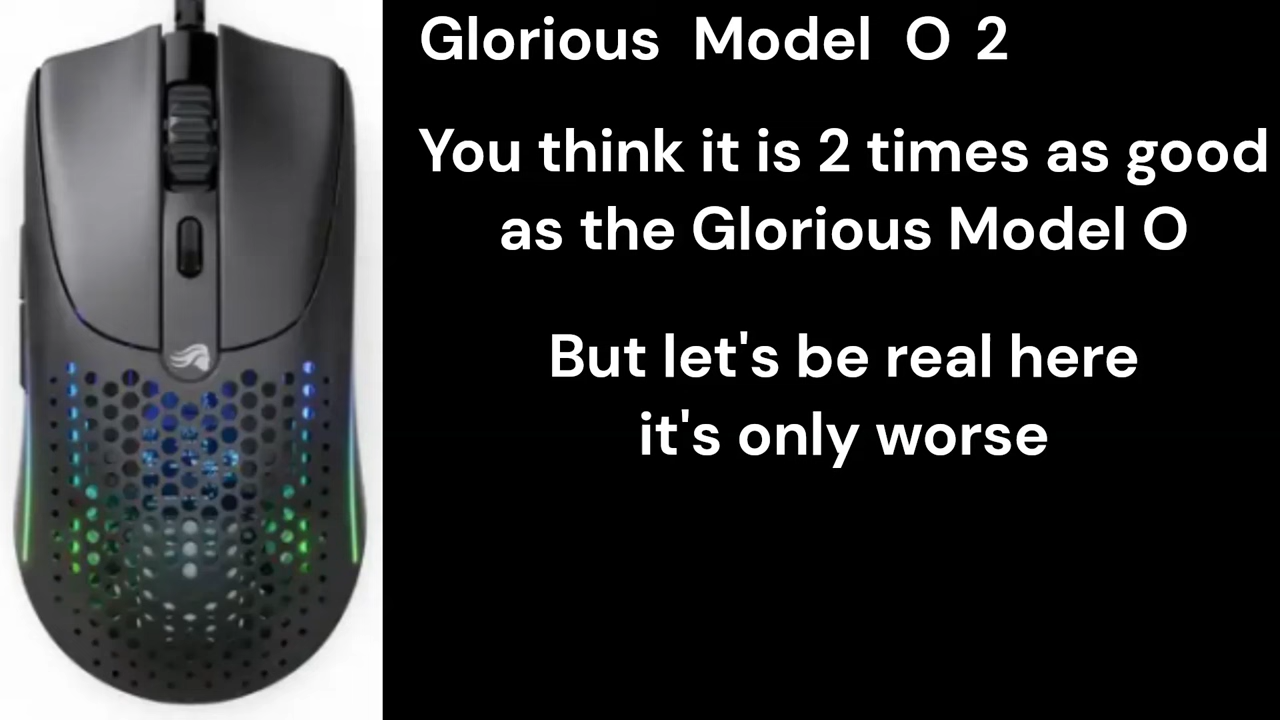 Glorious Model O 2
You think it is 2 times as good
as the Glorious Model O
But let's be real here
it's only worse